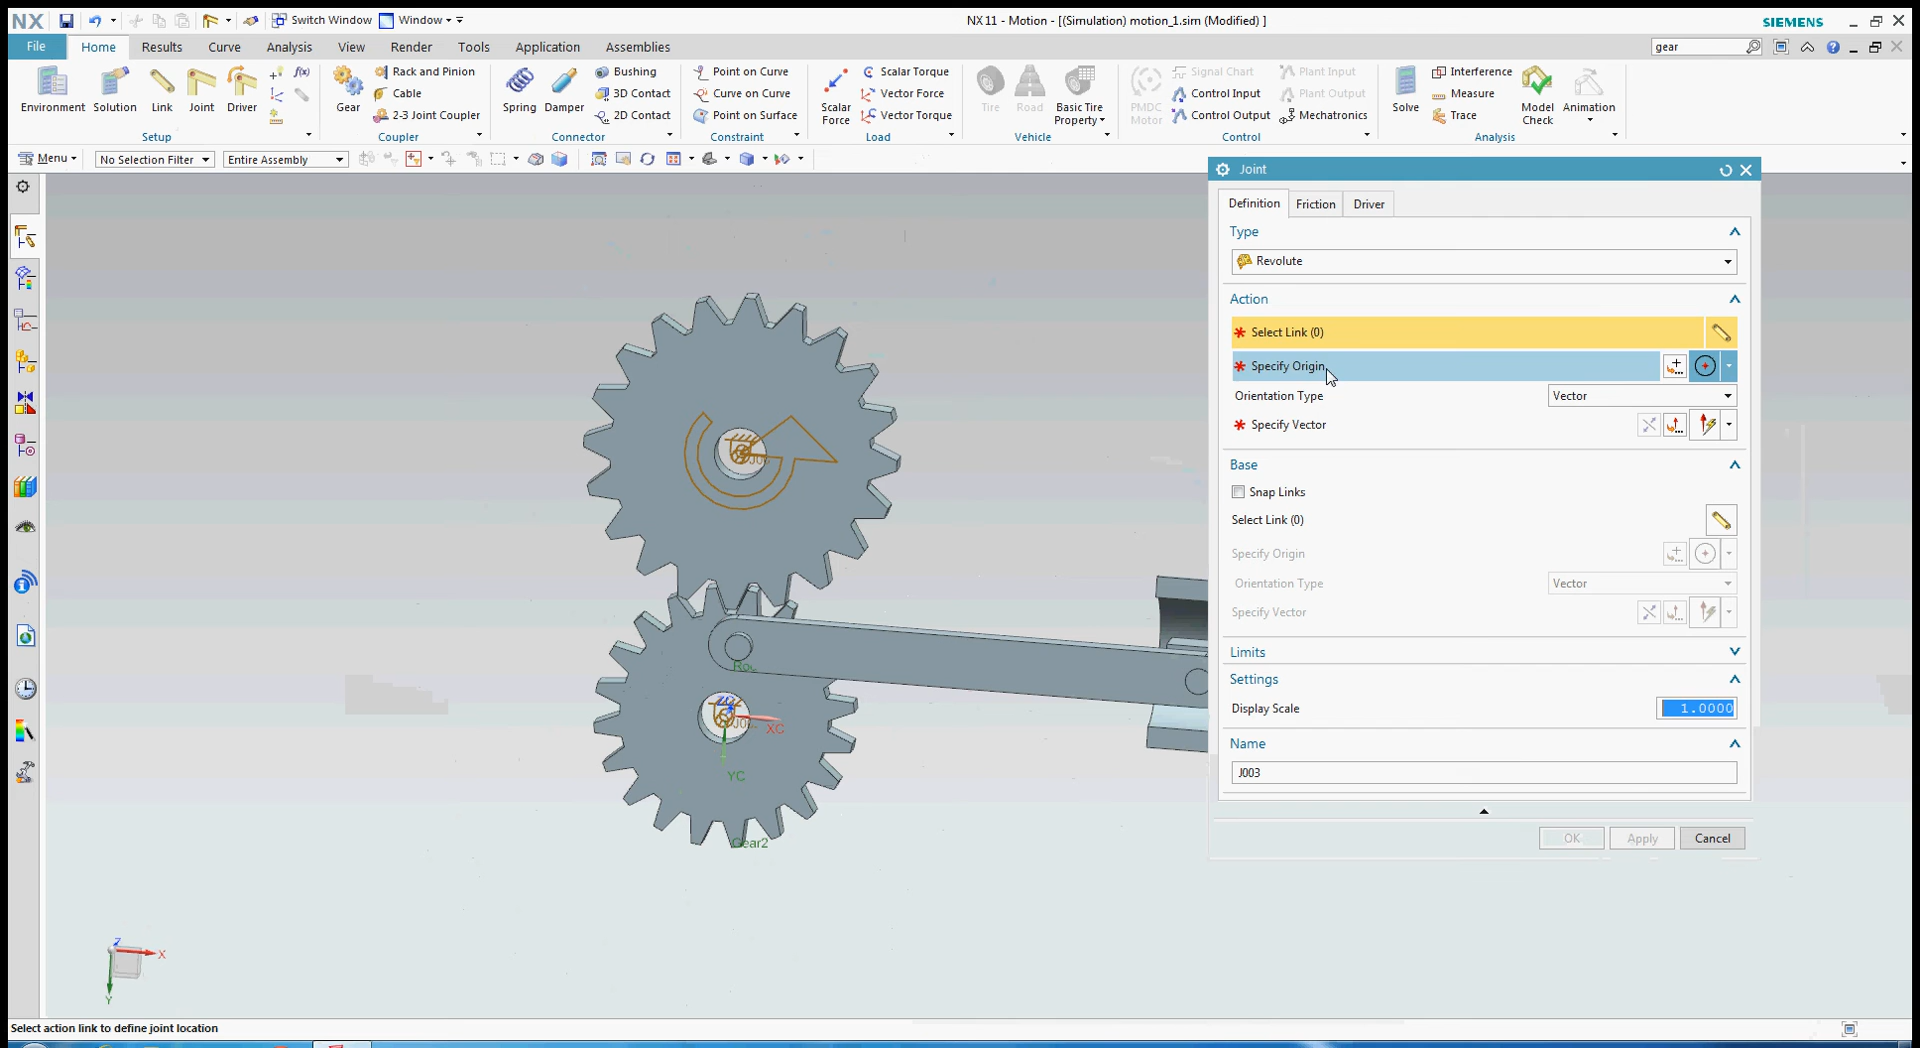 NX
Switch Window
Window
NX 11 - Motion - [(Simulation) motion_1.sim (Modified) ]
SIEMENS
File
Home
Results
Curve
Analysis
View
Render
Tools
Application
Assemblies
gear
Environment
Solution
Link
Joint
Driver
f(x)
Setup
Gear
Rack and Pinion
Cable
2-3 Joint Coupler
Coupler
Spring
Damper
Bushing
3D Contact
2D Contact
Connector
Point on Curve
Curve on Curve
Point on Surface
Constraint
Scalar
Force
Scalar Torque
Vector Force
Vector Torque
Load
Tire
Road
Basic Tire
Property
Vehicle
PMDC
Motor
Signal Chart
Control Input
Control Output
Plant Input
Plant Output
Mechatronics
Control
Solve
Interference
Measure
Trace
Model
Check
Animation
Analysis
Menu
No Selection Filter
Entire Assembly
Joint
Definition
Friction
Driver
Type
Revolute
Action
* Select Link (0)
* Specify Origin
Orientation Type
Vector
* Specify Vector
Base
Snap Links
Select Link (0)
Specify Origin
Orientation Type
Vector
Specify Vector
Limits
Settings
Display Scale
1.0000
Name
J003
OK
Apply
Cancel
XC
YC
Gear2
Z
X
Y
Select action link to define joint location